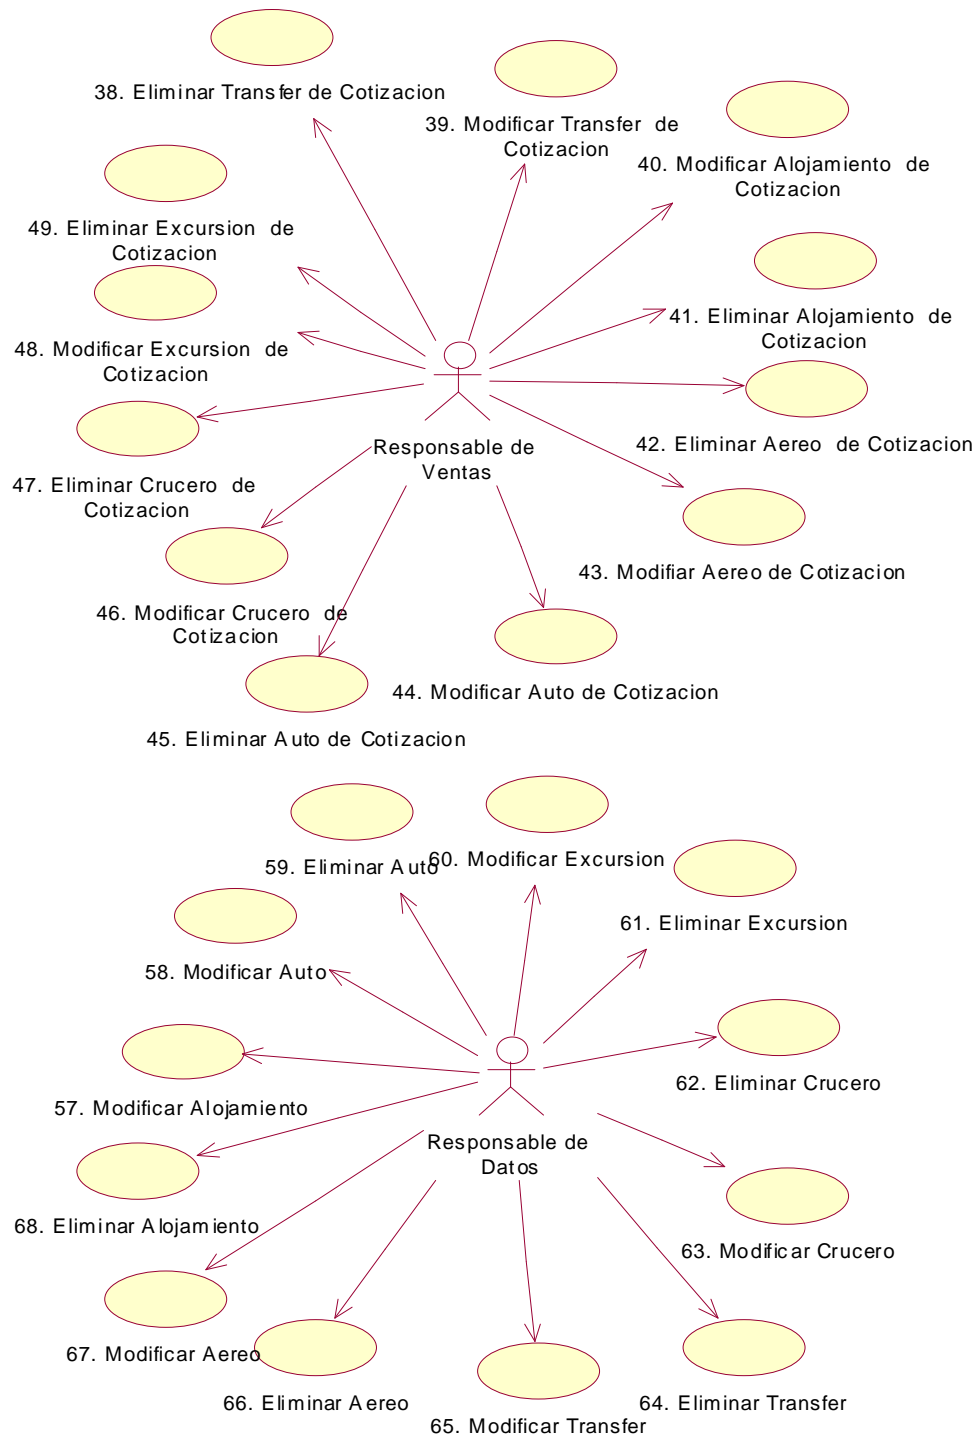 38. Eliminar Transfer de Cotizacion
39. Modificar Transfer de
Cotizacion
40. Modificar Alojamiento de
Cotizacion
49. Eliminar Excursion de
Cotizacion
41. Eliminar Alojamiento de
Cotizacion
48. Modificar Excursion de
Cotizacion
Responsable de
Ventas
42. Eliminar Aereo de Cotizacion
47. Eliminar Crucero de
Cotizacion
43. Modifiar Aereo de Cotizacion
46. Modificar Crucero de
Cotizacion
44. Modificar Auto de Cotizacion
45. Eliminar Auto de Cotizacion
59. Eliminar Auto
60. Modificar Excursion
61. Eliminar Excursion
58. Modificar Auto
62. Eliminar Crucero
57. Modificar Alojamiento
Responsable de
Datos
68. Eliminar Alojamiento
63. Modificar Crucero
67. Modificar Aereo
66. Eliminar Aereo
65. Modificar Transfer
64. Eliminar Transfer